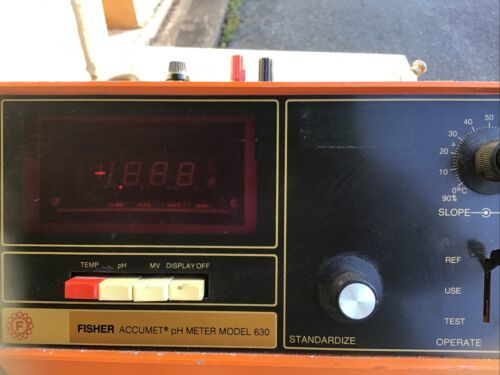 -1.888
50
40
30
20
10
0°C
90%
SLOPE
TEMP pH MV DISPLAY OFF
REF
USE
TEST
STANDARDIZE
OPERATE
F
FISHER ACCUMET® pH METER MODEL 630